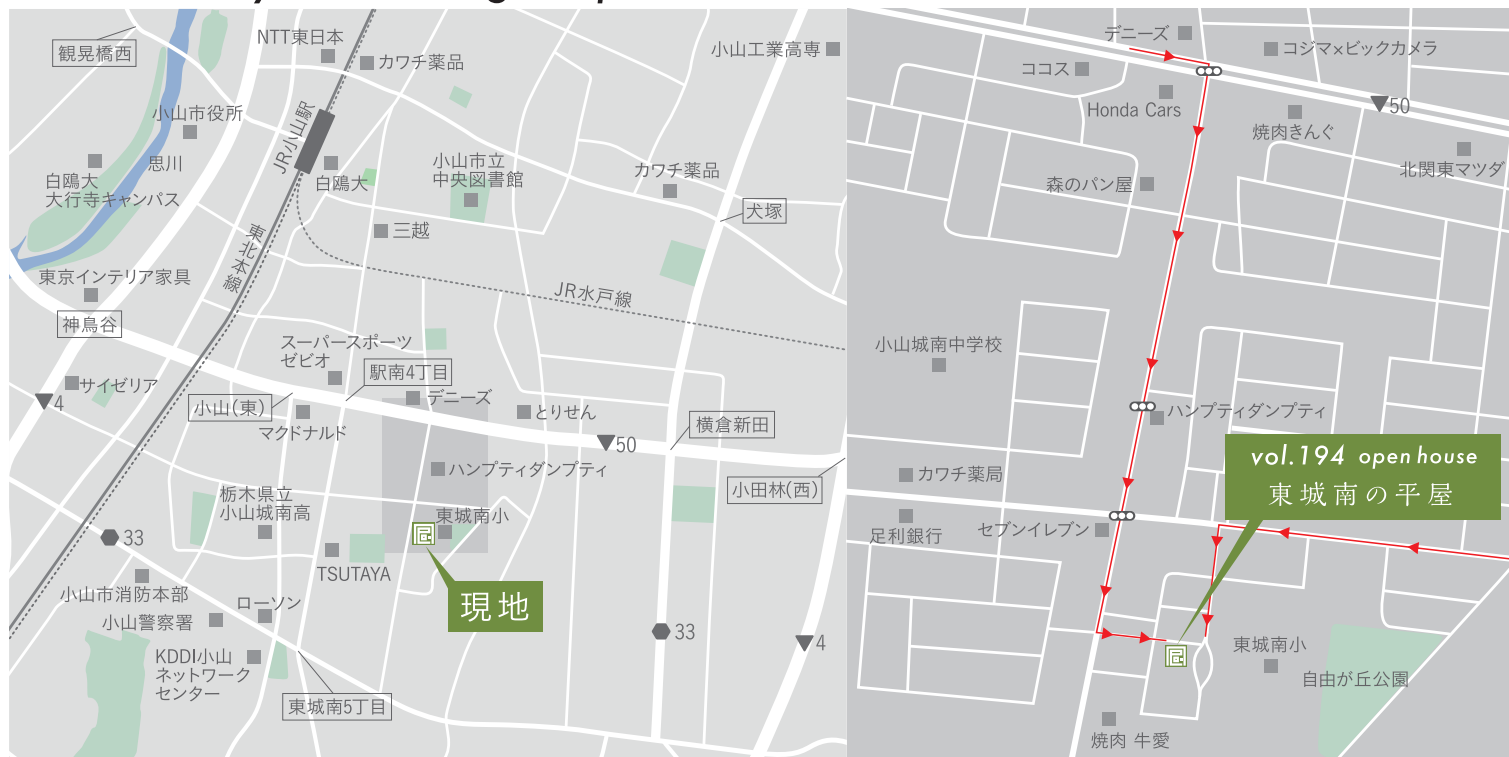 観晃橋西
NTT東日本
カワチ薬品
小山工業高専
小山市役所
JR小山駅
思川
白鴎大
大行寺キャンパス
白鴎大
小山市立
中央図書館
カワチ薬品
犬塚
三越
東北本線
東京インテリア家具
JR水戸線
神鳥谷
スーパースポーツ
ゼビオ
駅南4丁目
サイゼリア
4
小山(東)
デニーズ
とりせん
マクドナルド
横倉新田
50
ハンプティダンプティ
小田林(西)
栃木県立
小山城南高
東城南小
33
TSUTAYA
小山市消防本部
現地
ローソン
小山警察署
33
4
KDDI小山
ネットワーク
センター
東城南5丁目
デニーズ
コジマ×ビックカメラ
ココス
Honda Cars
50
焼肉きんぐ
北関東マツダ
森のパン屋
小山城南中学校
ハンプティダンプティ
vol.194 open house
東城南の平屋
カワチ薬局
足利銀行
セブンイレブン
東城南小
自由が丘公園
焼肉 牛愛